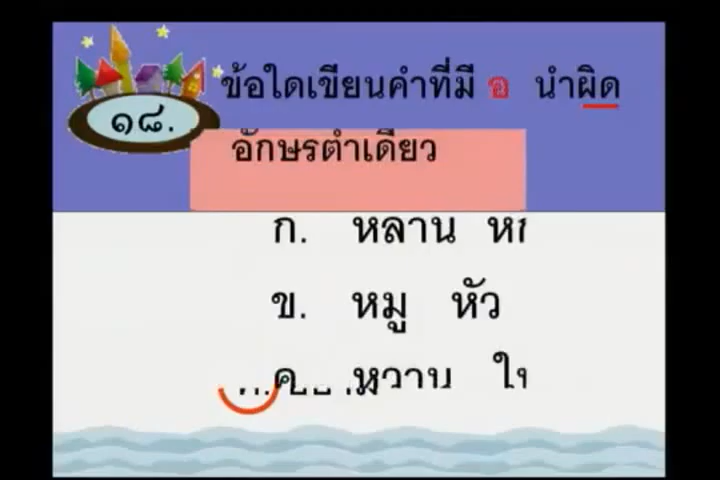 ข้อใดเขียนคำที่มี อ นำผิด
๑๘.
อักษรต่ำเดี่ยว
ก. หลาน
ข. หมู หัว
ค. หวาน